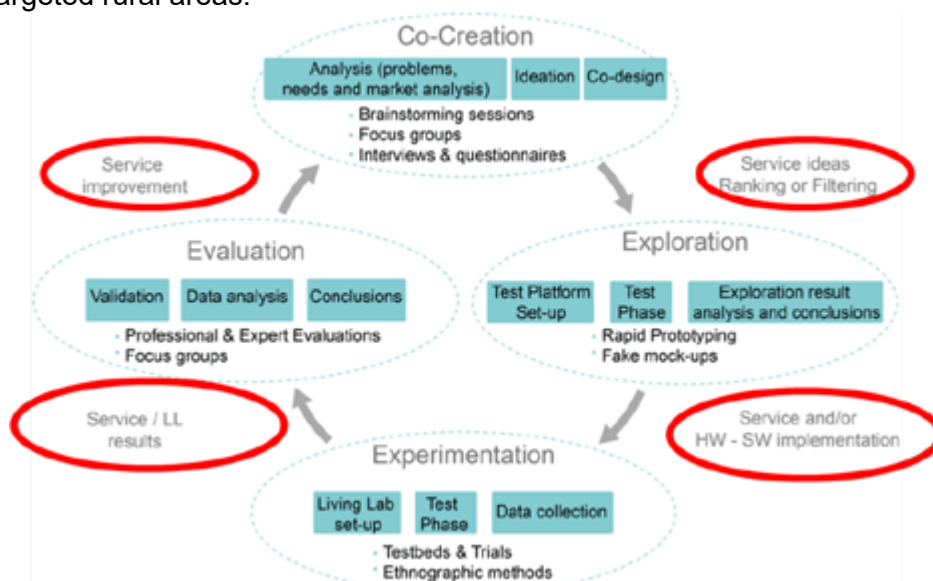 targeted rural areas.
Co-Creation
Analysis (problems,
needs and market analysis)
Ideation
Co-design
· Brainstorming sessions
· Focus groups
· Interviews & questionnaires
Service
improvement
Service ideas
Ranking or Filtering
Evaluation
Validation
Data analysis
Conclusions
· Professional & Expert Evaluations
· Focus groups
Exploration
Test Platform
Set-up
Test
Phase
Exploration result
analysis and conclusions
· Rapid Prototyping
· Fake mock-ups
Service / LL
results
Service and/or
HW - SW implementation
Experimentation
Living Lab
set-up
Test
Phase
Data collection
· Testbeds & Trials
· Ethnographic methods